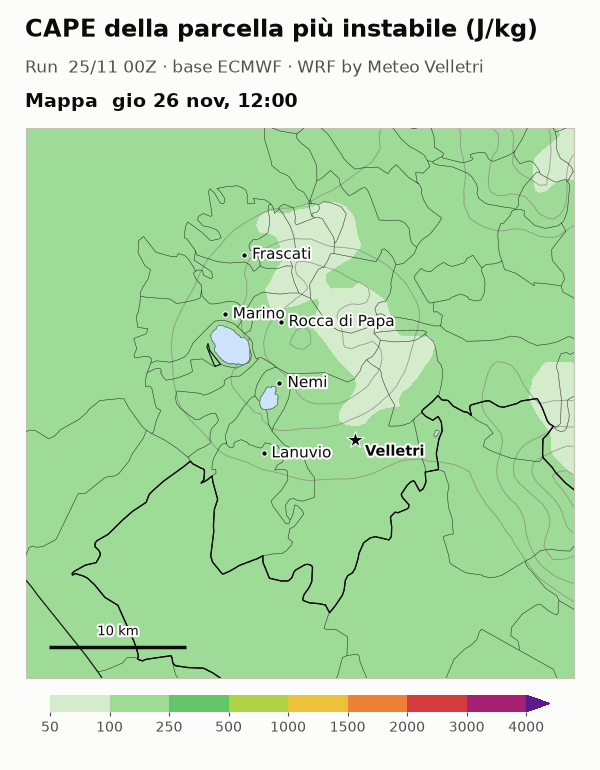 CAPE della parcella più instabile (J/kg)
Run  25/11 00Z · base ECMWF · WRF by Meteo Velletri
Mappa  gio 26 nov, 12:00
Frascati
Marino
Rocca di Papa
Nemi
Velletri
Lanuvio
10 km
50 100 250 500 1000 1500 2000 3000 4000